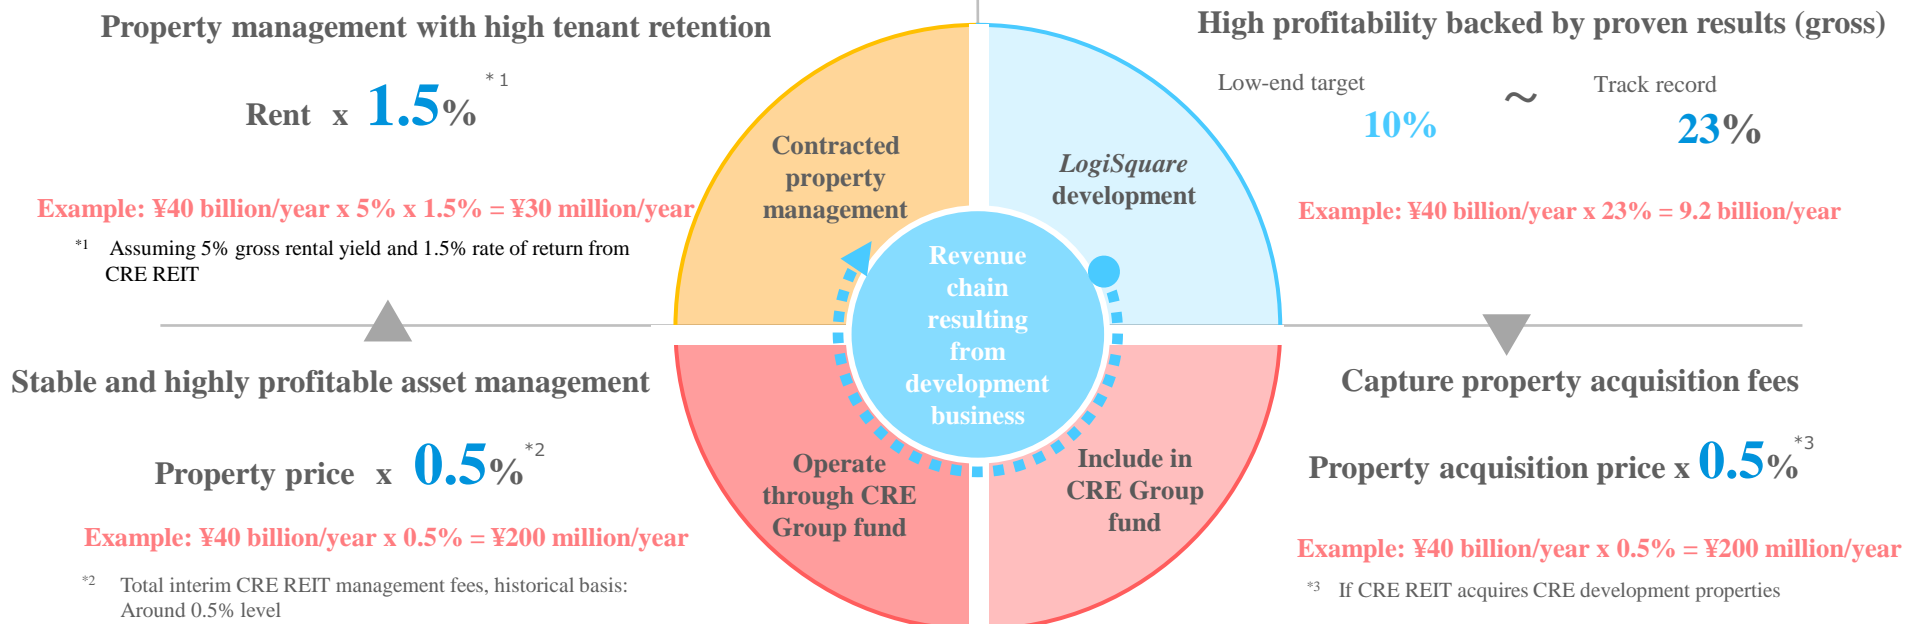 Property management with high tenant retention
Rent x 1.5% *1
Example: ¥40 billion/year x 5% x 1.5% = ¥30 million/year
*1 Assuming 5% gross rental yield and 1.5% rate of return from
CRE REIT
High profitability backed by proven results (gross)
Low-end target
10%
~
Track record
23%
Example: ¥40 billion/year x 23% = 9.2 billion/year
Contracted
property
management
LogiSquare
development
Revenue
chain
resulting
from
development
business
Operate
through CRE
Group fund
Include in
CRE Group
fund
Stable and highly profitable asset management
Property price x 0.5% *2
Example: ¥40 billion/year x 0.5% = ¥200 million/year
*2 Total interim CRE REIT management fees, historical basis:
Around 0.5% level
Capture property acquisition fees
Property acquisition price x 0.5% *3
Example: ¥40 billion/year x 0.5% = ¥200 million/year
*3 If CRE REIT acquires CRE development properties